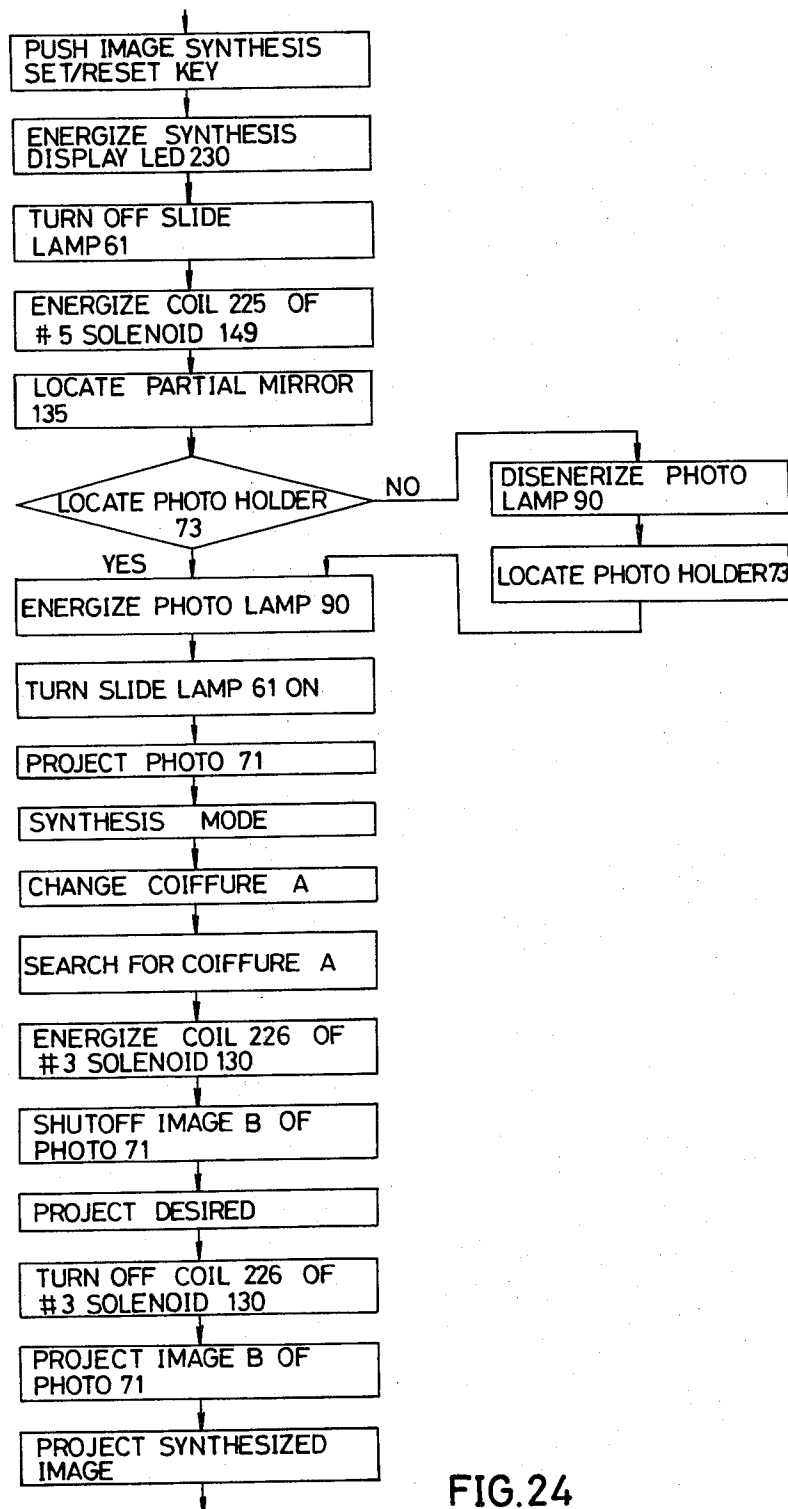 PUSH IMAGE SYNTHESIS
SET/RESET KEY
ENERGIZE SYNTHESIS
DISPLAY LED 230
TURN OFF SLIDE
LAMP 61
ENERGIZE COIL 225 OF
#5 SOLENOID 149
LOCATE PARTIAL MIRROR
135
LOCATE PHOTO HOLDER
73
NO
DISENERIZE PHOTO
LAMP 90
LOCATE PHOTO HOLDER 73
YES
ENERGIZE PHOTO LAMP 90
TURN SLIDE LAMP 61 ON
PROJECT PHOTO 71
SYNTHESIS MODE
CHANGE COIFFURE A
SEARCH FOR COIFFURE A
ENERGIZE COIL 226 OF
#3 SOLENOID 130
SHUTOFF IMAGE B OF
PHOTO 71
PROJECT DESIRED
TURN OFF COIL 226 OF
#3 SOLENOID 130
PROJECT IMAGE B OF
PHOTO 71
PROJECT SYNTHESIZED
IMAGE
FIG.24